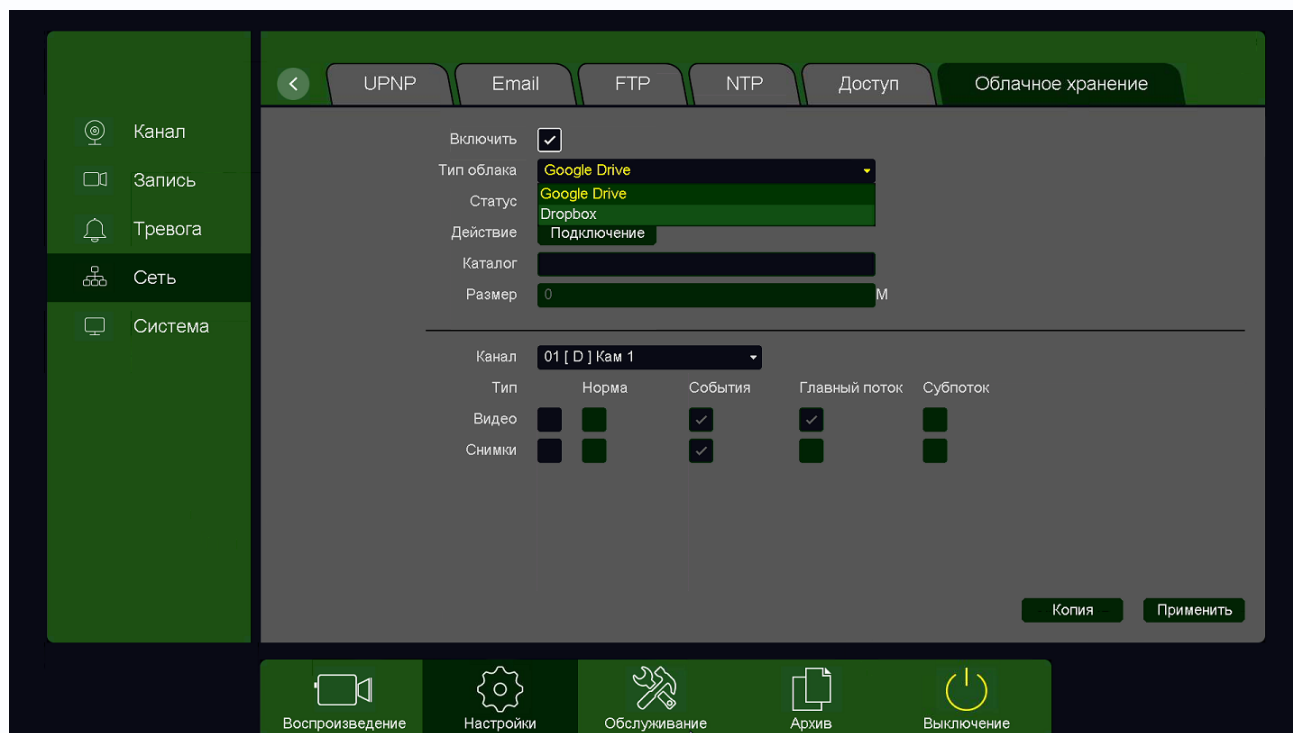 UPNP Email FTP NTP Доступ Облачное хранение
Канал
Запись
Тревога
Сеть
Система
Включить
Тип облака Google Drive
Google Drive
Статус
Dropbox
Действие Подключение
Каталог
Размер 0 M
Канал 01 [ D ] Кам 1
Тип Норма События Главный поток Субпоток
Видео
Снимки
Копия Применить
Воспроизведение Настройки Обслуживание Архив Выключение